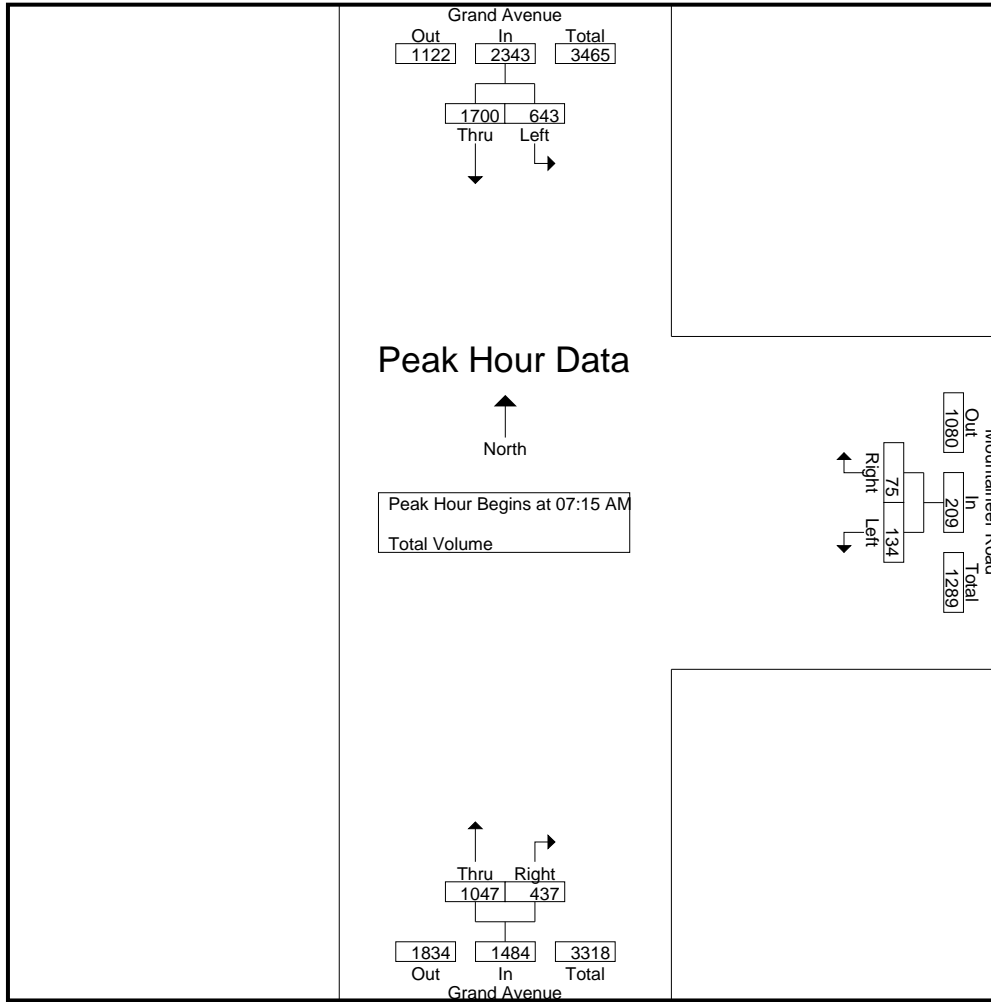 Grand Avenue
Out In Total
1122 2343 3465
1700 643
Thru Left
Peak Hour Data
North
Peak Hour Begins at 07:15 AM
Total Volume
Mountaineer Road
Out In Total
1080 209 1289
75 134
Right Left
Thru Right
1047 437
1834 1484 3318
Out In Total
Grand Avenue